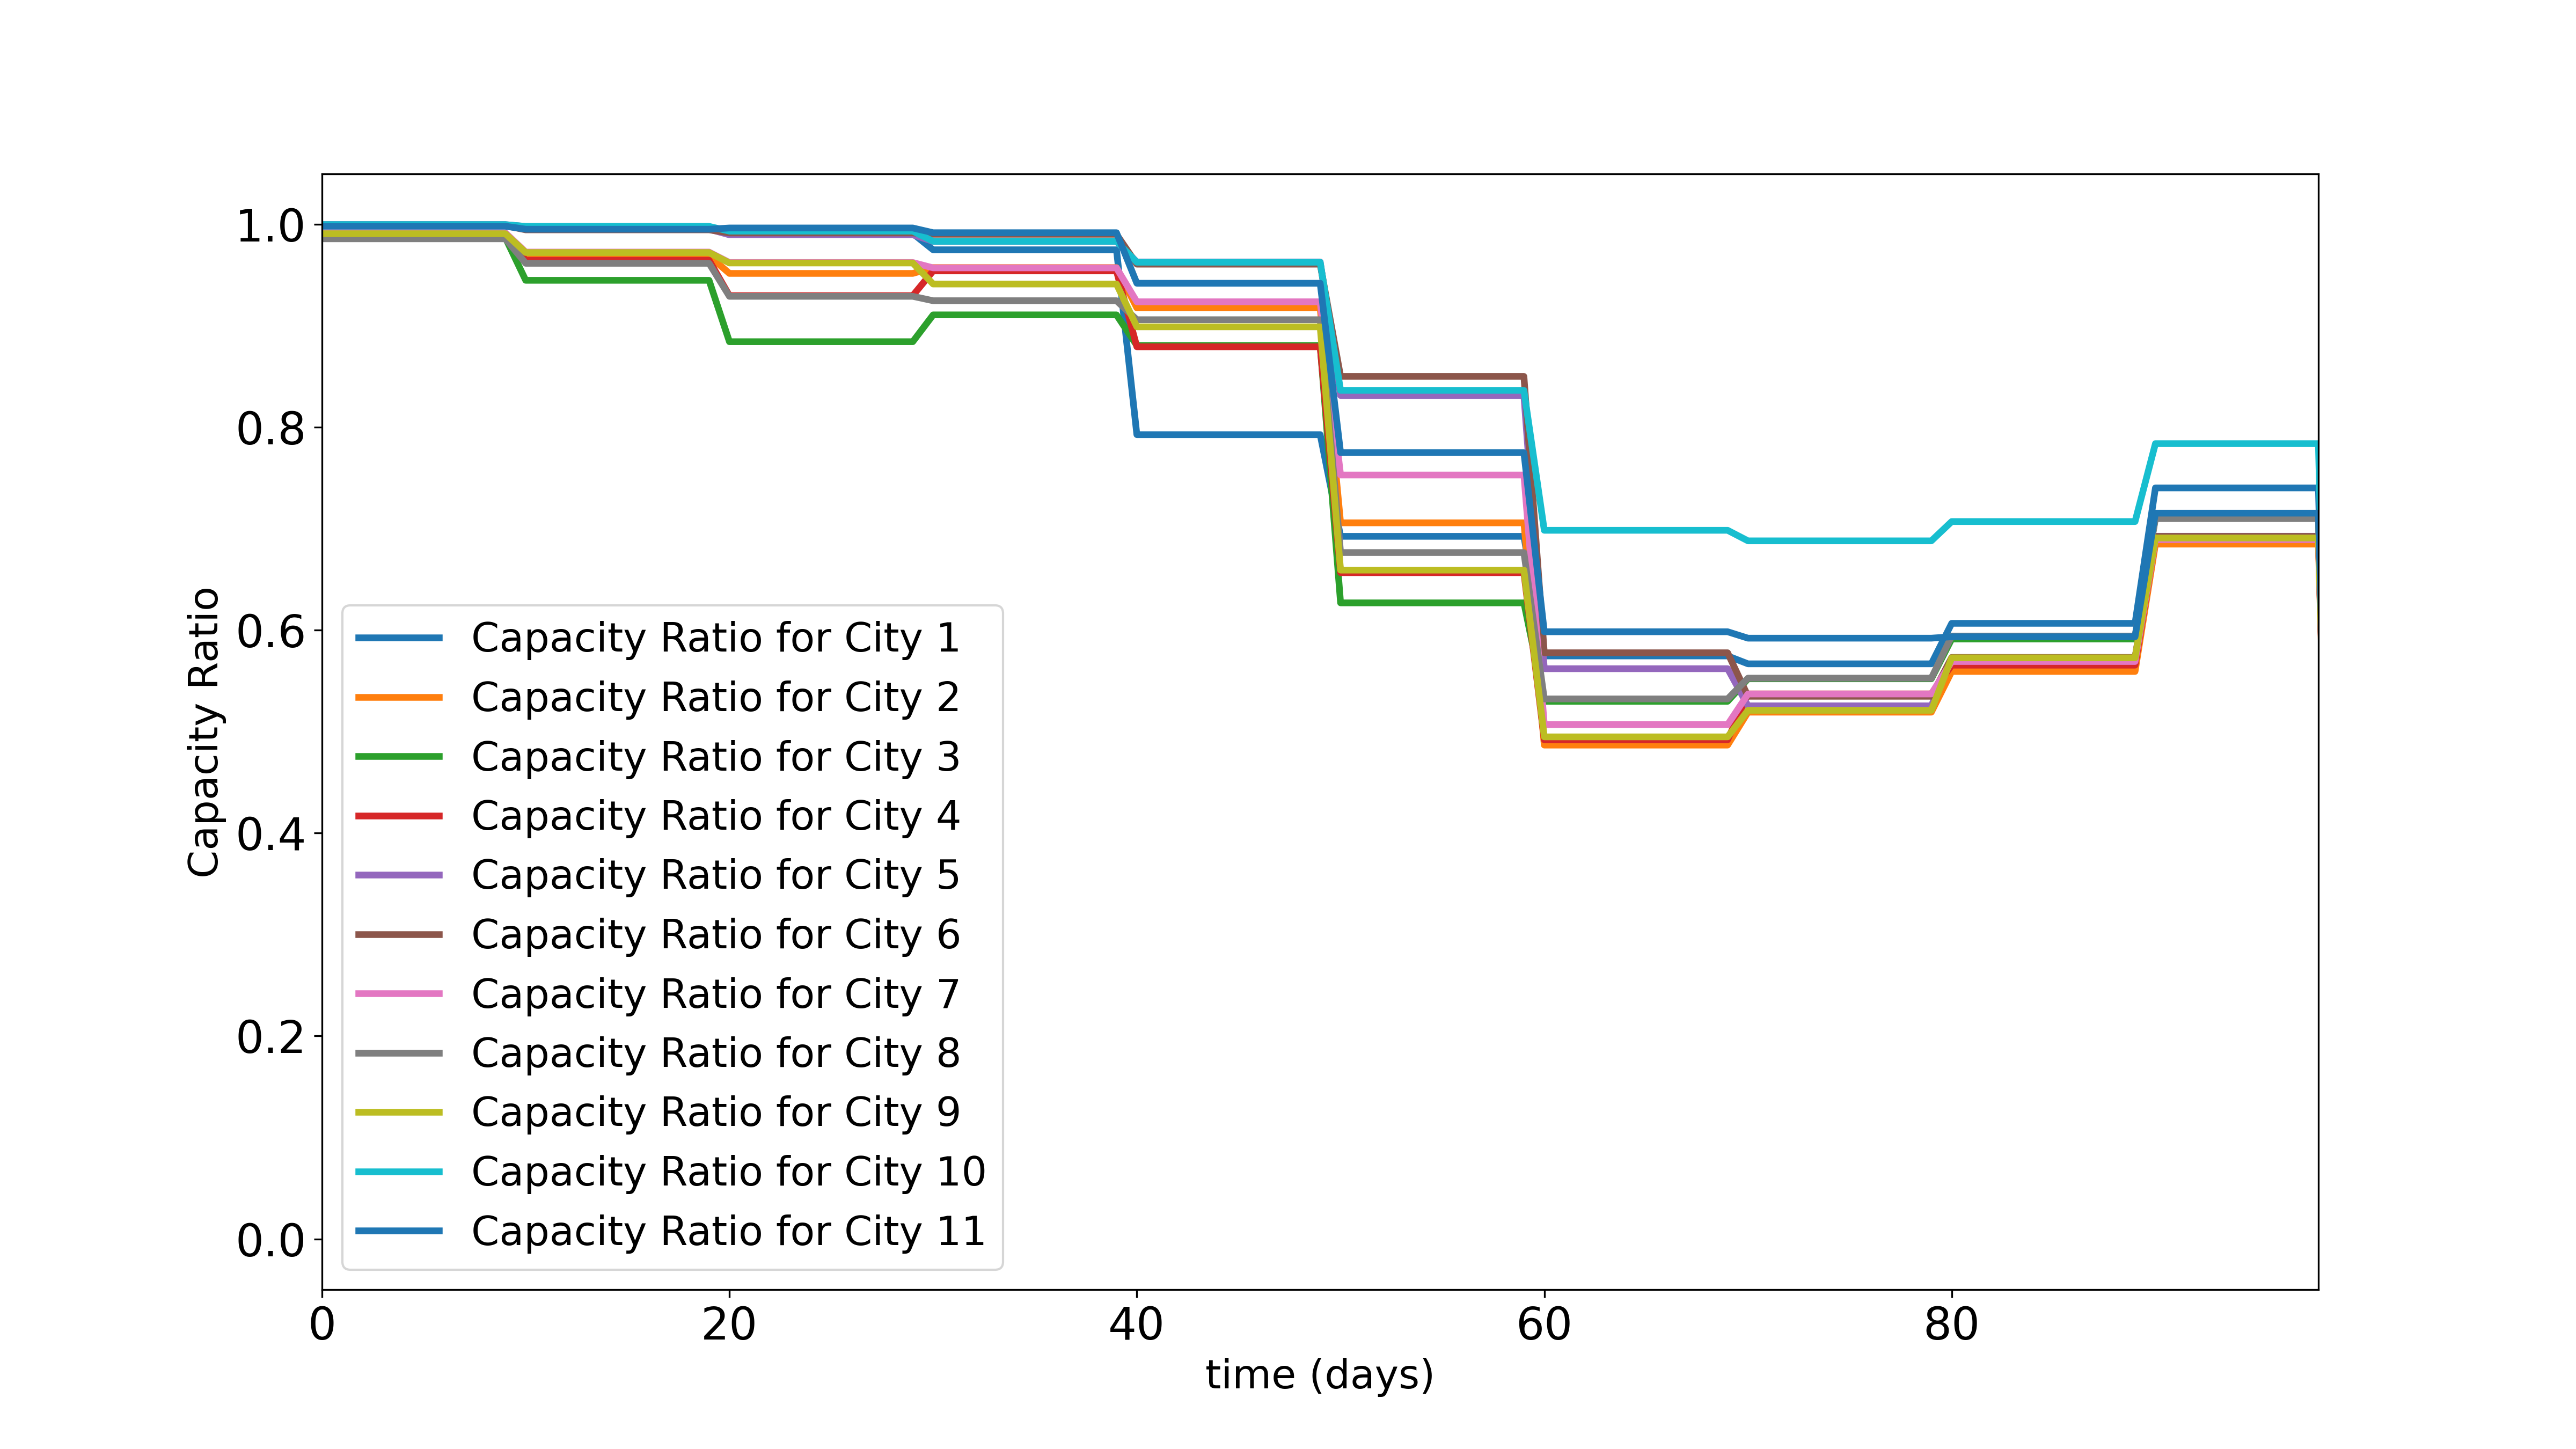 1.0
0.8
0.6
0.4
0.2
0.0
Capacity Ratio
Capacity Ratio for City 1
Capacity Ratio for City 2
Capacity Ratio for City 3
Capacity Ratio for City 4
Capacity Ratio for City 5
Capacity Ratio for City 6
Capacity Ratio for City 7
Capacity Ratio for City 8
Capacity Ratio for City 9
Capacity Ratio for City 10
Capacity Ratio for City 11
0 20 40 60 80
time (days)